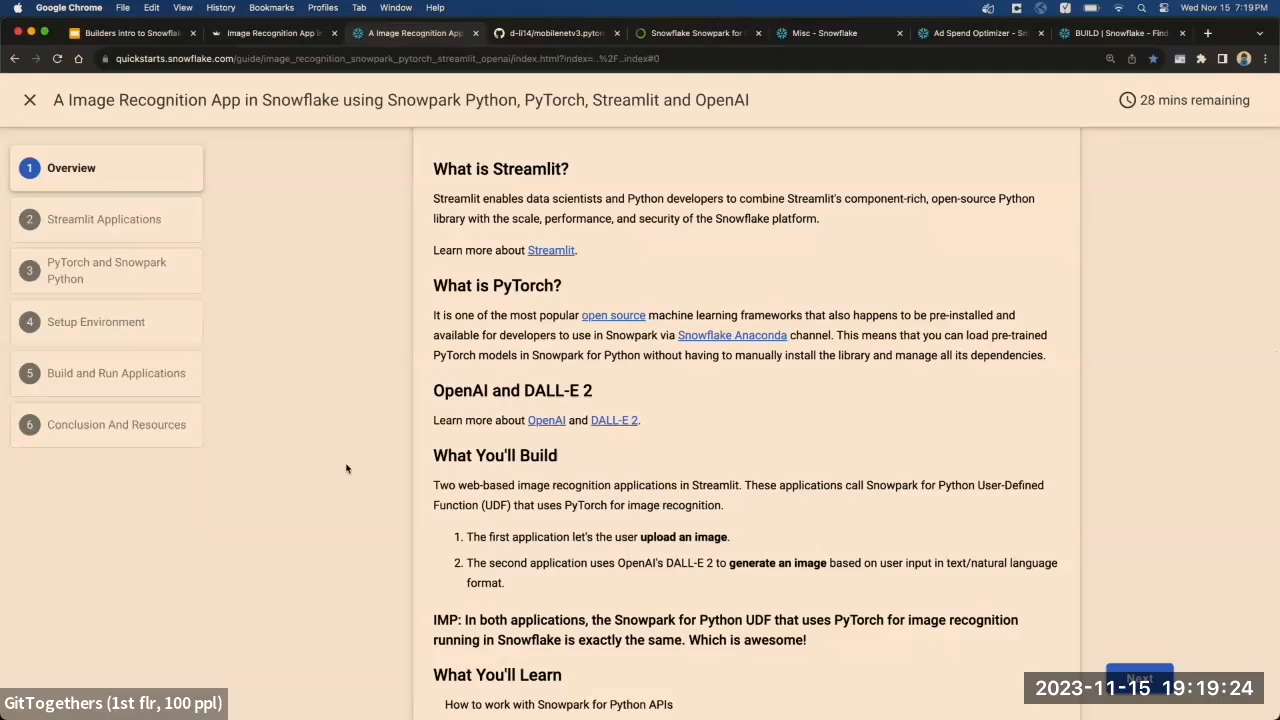 Google Chrome File Edit View History Bookmarks Profiles Tab Window Help
Wed Nov 15 7:19 PM
Builders intro to Snowflak
Image Recognition App in
A Image Recognition App
d-li14/mobilenetv3.pytorc
Snowflake Snowpark for
Misc - Snowflake
Ad Spend Optimizer - Sn
BUILD | Snowflake - Find
quickstarts.snowflake.com/guide/image_recognition_snowpark_pytorch_streamlit_openai/index.html?index=..%2F..index#0
A Image Recognition App in Snowflake using Snowpark Python, PyTorch, Streamlit and OpenAI
28 mins remaining
1 Overview
2 Streamlit Applications
3 PyTorch and Snowpark
Python
4 Setup Environment
5 Build and Run Applications
6 Conclusion And Resources
What is Streamlit?
Streamlit enables data scientists and Python developers to combine Streamlit's component-rich, open-source Python
library with the scale, performance, and security of the Snowflake platform.
Learn more about Streamlit.
What is PyTorch?
It is one of the most popular open source machine learning frameworks that also happens to be pre-installed and
available for developers to use in Snowpark via Snowflake Anaconda channel. This means that you can load pre-trained
PyTorch models in Snowpark for Python without having to manually install the library and manage all its dependencies.
OpenAI and DALL-E 2
Learn more about OpenAI and DALL-E 2.
What You'll Build
Two web-based image recognition applications in Streamlit. These applications call Snowpark for Python User-Defined
Function (UDF) that uses PyTorch for image recognition.
1. The first application let's the user upload an image.
2. The second application uses OpenAI's DALL-E 2 to generate an image based on user input in text/natural language
format.
IMP: In both applications, the Snowpark for Python UDF that uses PyTorch for image recognition
running in Snowflake is exactly the same. Which is awesome!
What You'll Learn
How to work with Snowpark for Python APIs
Next
GitTogethers (1st flr, 100 ppl)
2023-11-15 19:19:24